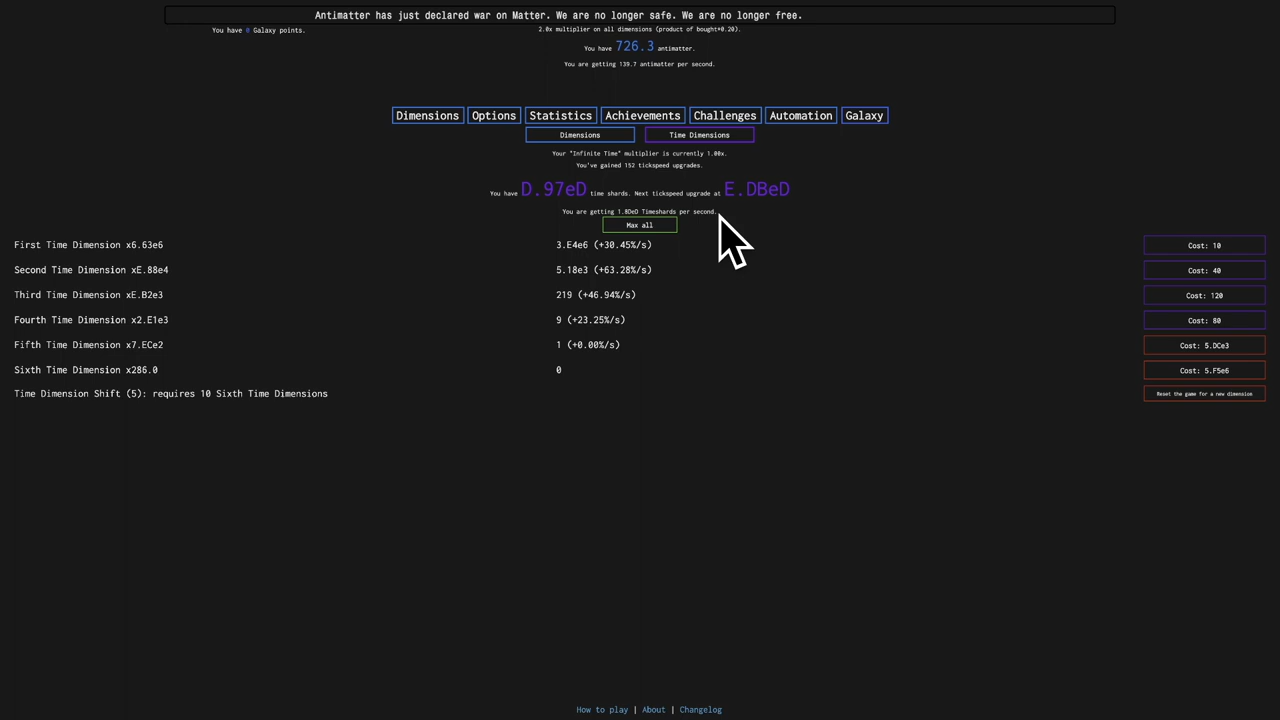 Antimatter has just declared war on Matter. We are no longer safe. We are no longer free.
You have 0 Galaxy points.
2.0x multiplier on all dimensions (product of bought*0.20).
You have 726.3 antimatter.
You are getting 139.7 antimatter per second.
Dimensions Options Statistics Achievements Challenges Automation Galaxy
Dimensions Time Dimensions
Your "Infinite Time" multiplier is currently 1.00x.
You've gained 152 tickspeed upgrades.
You have D.97eD time shards. Next tickspeed upgrade at E.DBeD
You are getting 1.8DeD Timeshards per second.
Max all
First Time Dimension x6.63e6 3.E4e6 (+30.45%/s) Cost: 10
Second Time Dimension xE.88e4 5.18e3 (+63.28%/s) Cost: 40
Third Time Dimension xE.B2e3 219 (+46.94%/s) Cost: 120
Fourth Time Dimension x2.E1e3 9 (+23.25%/s) Cost: 80
Fifth Time Dimension x7.ECe2 1 (+0.00%/s) Cost: 5.DCe3
Sixth Time Dimension x286.0 0 Cost: 5.F5e6
Time Dimension Shift (5): requires 10 Sixth Time Dimensions Reset the game for a new dimension
How to play | About | Changelog